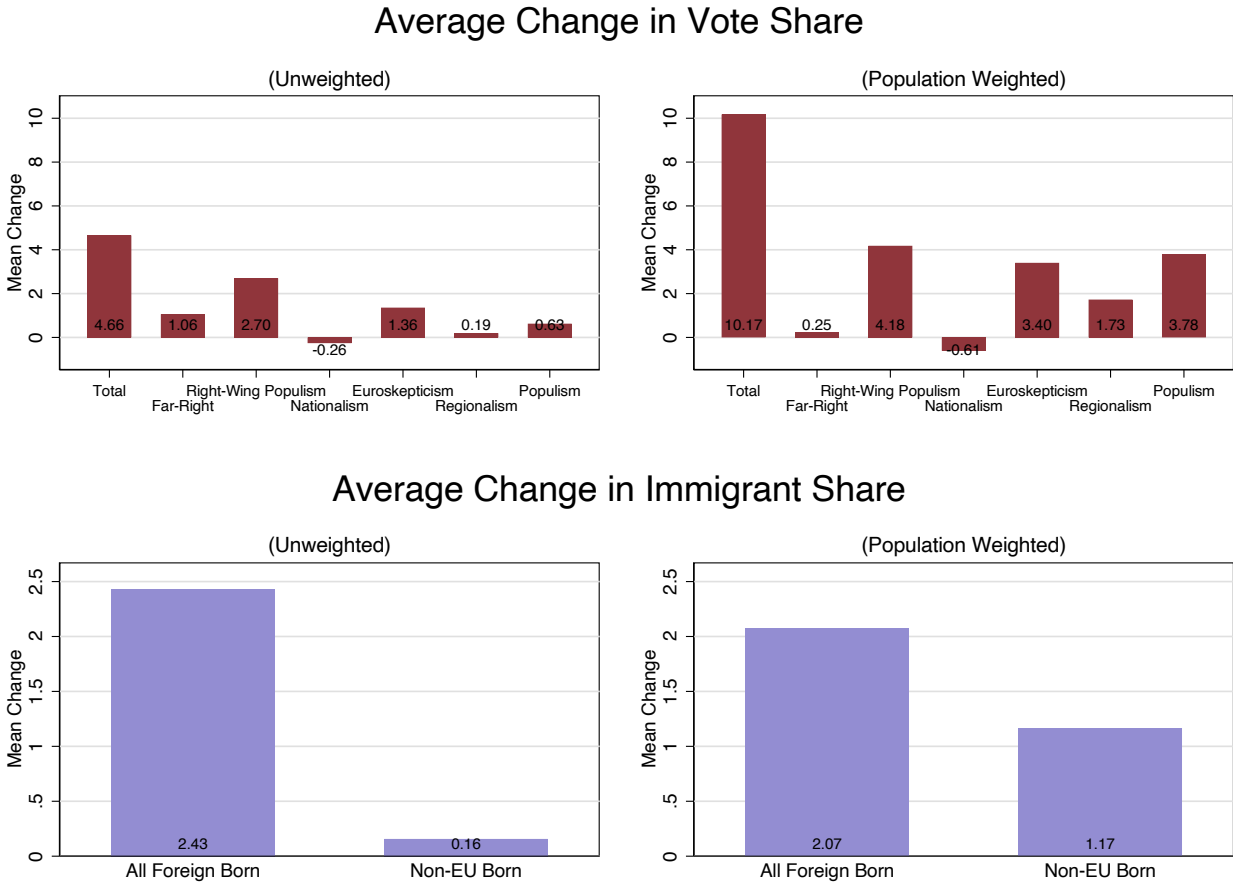 Average Change in Vote Share
(Unweighted)
Mean Change
10
8
6
4
2
0
4.66
1.06
2.70
-0.26
1.36
0.19
0.63
Total
Far-Right
Right-Wing Populism
Nationalism
Euroskepticism
Regionalism
Populism
(Population Weighted)
Mean Change
10
8
6
4
2
0
10.17
0.25
4.18
-0.61
3.40
1.73
3.78
Total
Far-Right
Right-Wing Populism
Nationalism
Euroskepticism
Regionalism
Populism
Average Change in Immigrant Share
(Unweighted)
Mean Change
2.5
2
1.5
1
.5
0
2.43
0.16
All Foreign Born
Non-EU Born
(Population Weighted)
Mean Change
2.5
2
1.5
1
.5
0
2.07
1.17
All Foreign Born
Non-EU Born